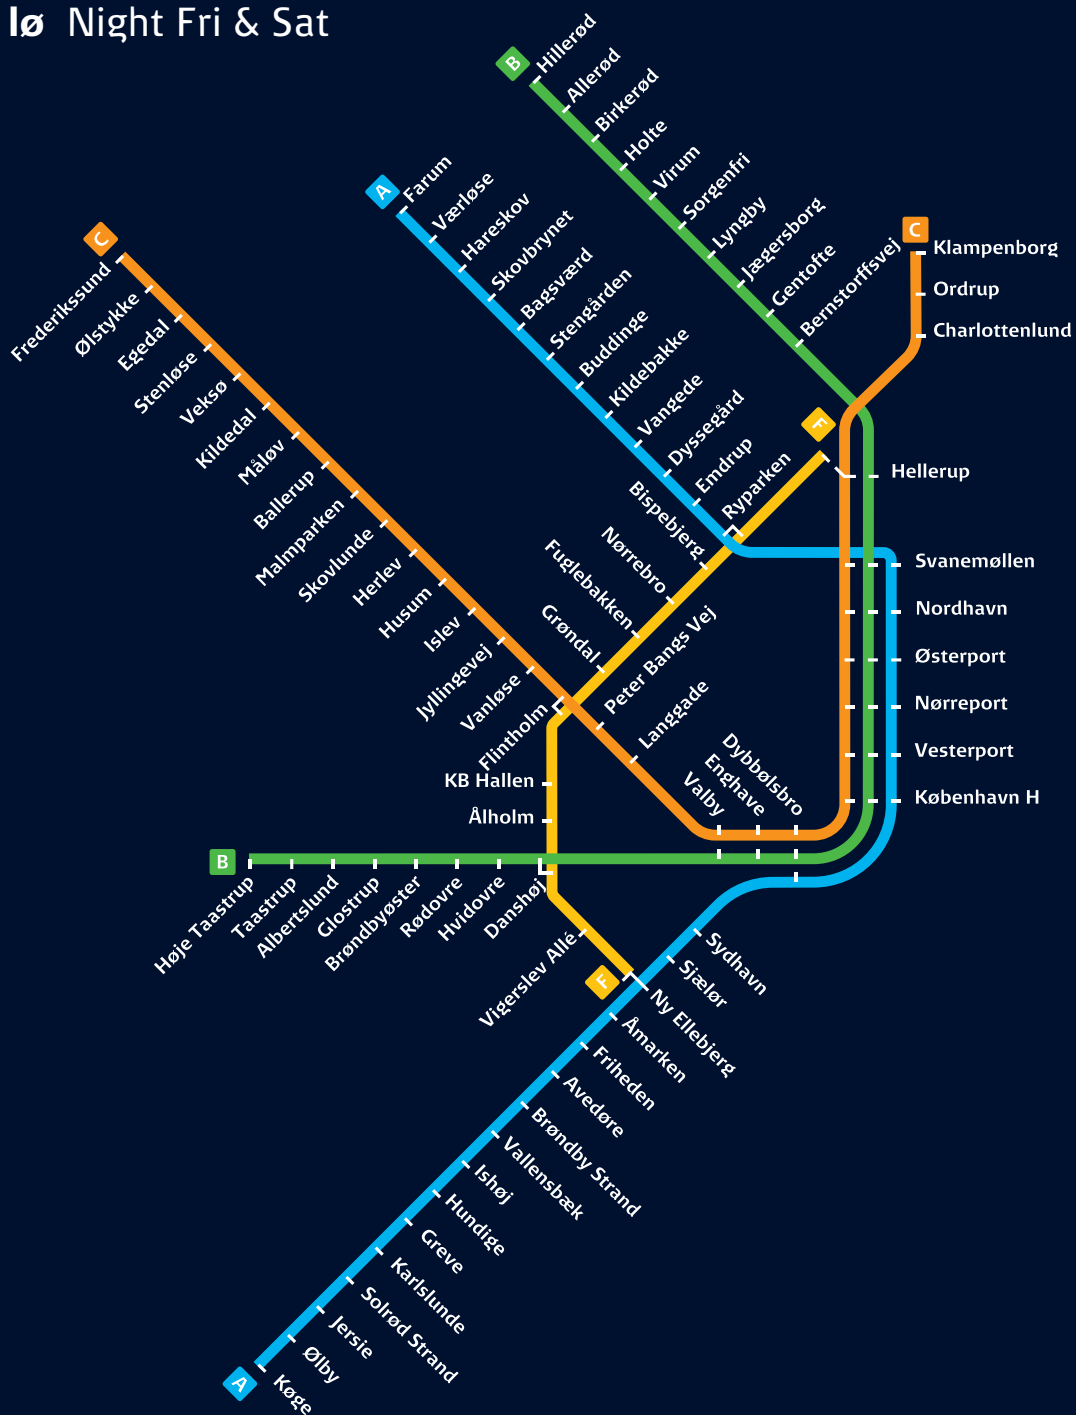 lø Night Fri & Sat
B
Hillerød
Allerød
Birkerød
Holte
Virum
Sorgenfri
Lyngby
Jægersborg
Gentofte
Bernstorffsvej
A
Farum
Værløse
Hareskov
Skovbrynet
Bagsværd
Stengården
Buddinge
Kildebakke
Vangede
Dyssegård
Emdrup
Ryparken
C
Frederikssund
Ølstykke
Egedal
Stenløse
Veksø
Kildedal
Måløv
Ballerup
Malmparken
Skovlunde
Herlev
Husum
Islev
Jyllingevej
Vanløse
Flintholm
Peter Bangs Vej
Langgade
Valby
Enghave
Dybbølsbro
C
Klampenborg
Ordrup
Charlottenlund
Hellerup
Svanemøllen
Nordhavn
Østerport
Nørreport
Vesterport
København H
F
Bispebjerg
Nørrebro
Fuglebakken
Grøndal
KB Hallen
Ålholm
B
Høje Taastrup
Taastrup
Albertslund
Glostrup
Brøndbyøster
Rødovre
Hvidovre
Danshøj
Vigerslev Allé
F
Sydhavn
Sjælør
Ny Ellebjerg
Åmarken
Friheden
Avedøre
Brøndby Strand
Vallensbæk
Ishøj
Hundige
Greve
Karlslunde
Solrød Strand
Jersie
Ølby
Køge
A